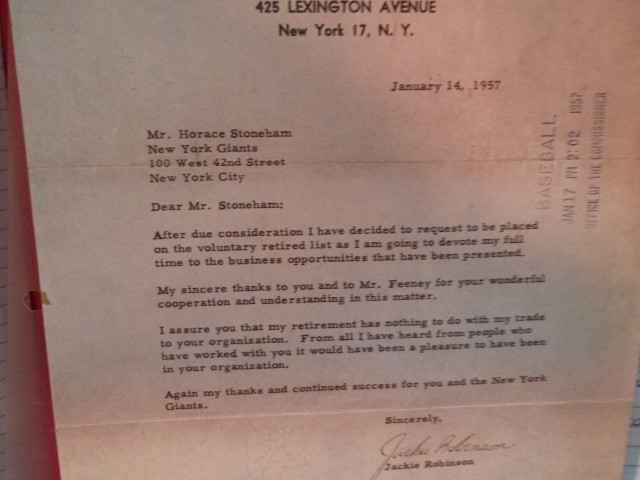 425 LEXINGTON AVENUE
New York 17, N. Y.
January 14, 1957
Mr. Horace Stoneham
New York Giants
100 West 42nd Street
New York City
Dear Mr. Stoneham:
After due consideration I have decided to request to be placed
on the voluntary retired list as I am going to devote my full
time to the business opportunities that have been presented.
My sincere thanks to you and to Mr. Feeney for your wonderful
cooperation and understanding in this matter.
I assure you that my retirement has nothing to do with my trade
to your organization. From all I have heard from people who
have worked with you it would have been a pleasure to have been
in your organization.
Again my thanks and continued success for you and the New York
Giants.
Sincerely,
Jackie Robinson
Jackie Robinson
BASEBALL
JAN 17 PM 2:02 1957
OFFICE OF THE COMMISSIONER